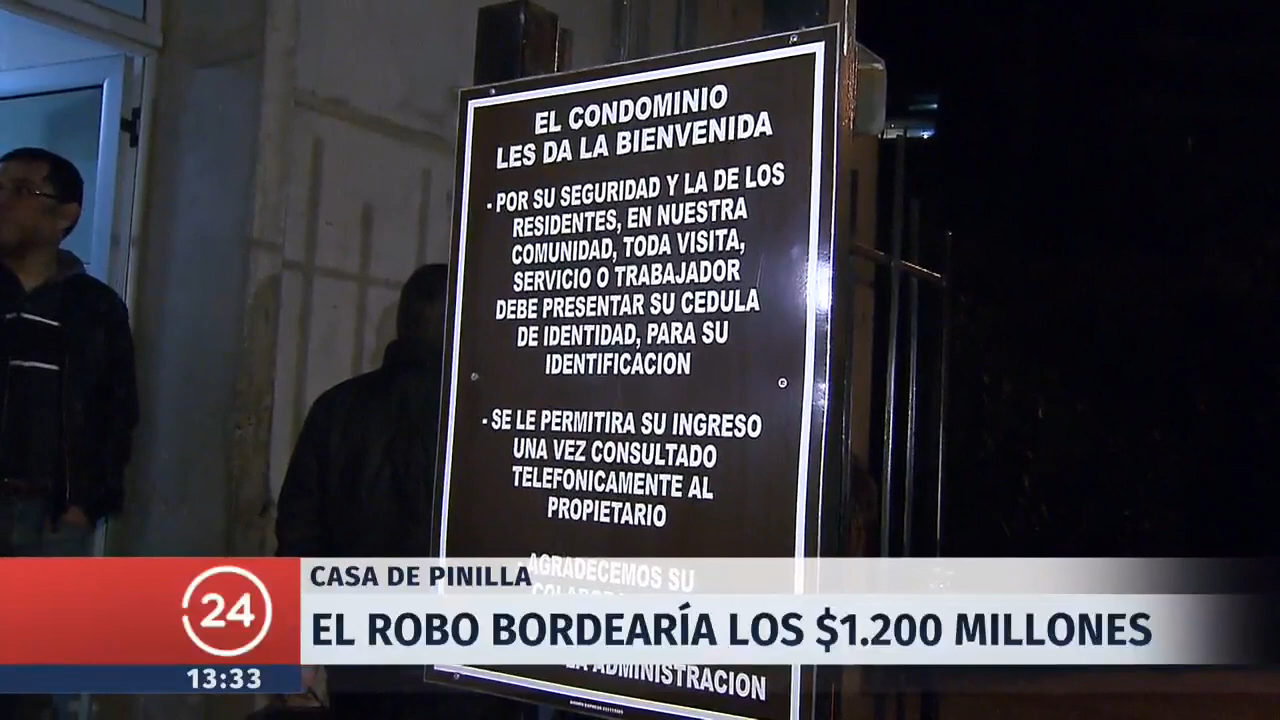 EL CONDOMINIO
LES DA LA BIENVENIDA
- POR SU SEGURIDAD Y LA DE LOS
RESIDENTES, EN NUESTRA
COMUNIDAD, TODA VISITA,
SERVICIO O TRABAJADOR
DEBE PRESENTAR SU CEDULA
DE IDENTIDAD, PARA SU
IDENTIFICACION
- SE LE PERMITIRA SU INGRESO
UNA VEZ CONSULTADO
TELEFONICAMENTE AL
PROPIETARIO
AGRADECEMOS SU
LA ADMINISTRACION
24
CASA DE PINILLA
EL ROBO BORDEARÍA LOS $1.200 MILLONES
13:33